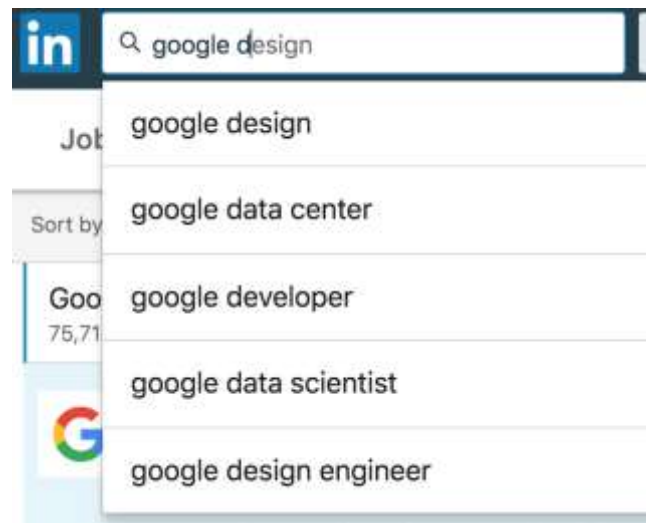 in
google design
google design
Job
google data center
Sort by
google developer
Goo
75,71
google data scientist
G
google design engineer